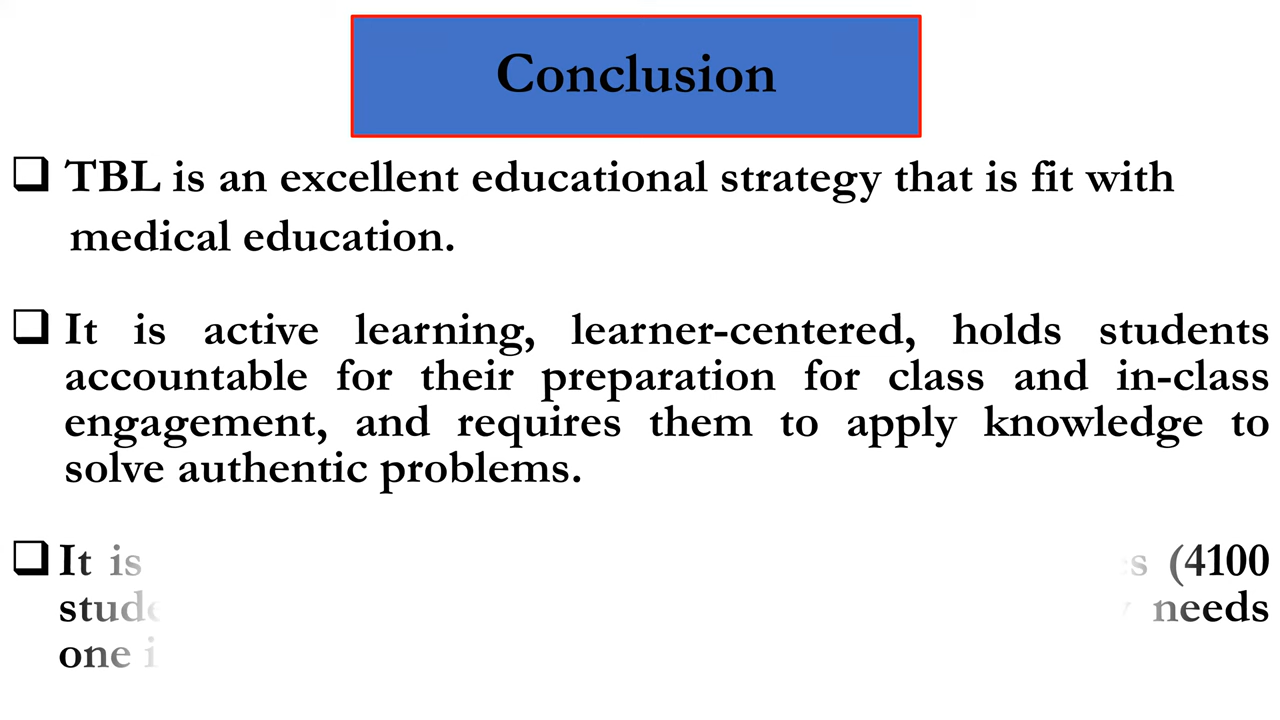 Conclusion
❑ TBL is an excellent educational strategy that is fit with
medical education.
❑ It is active learning, learner-centered, holds students
accountable for their preparation for class and in-class
engagement, and requires them to apply knowledge to
solve authentic problems.
❑ It is (4100
needs
one